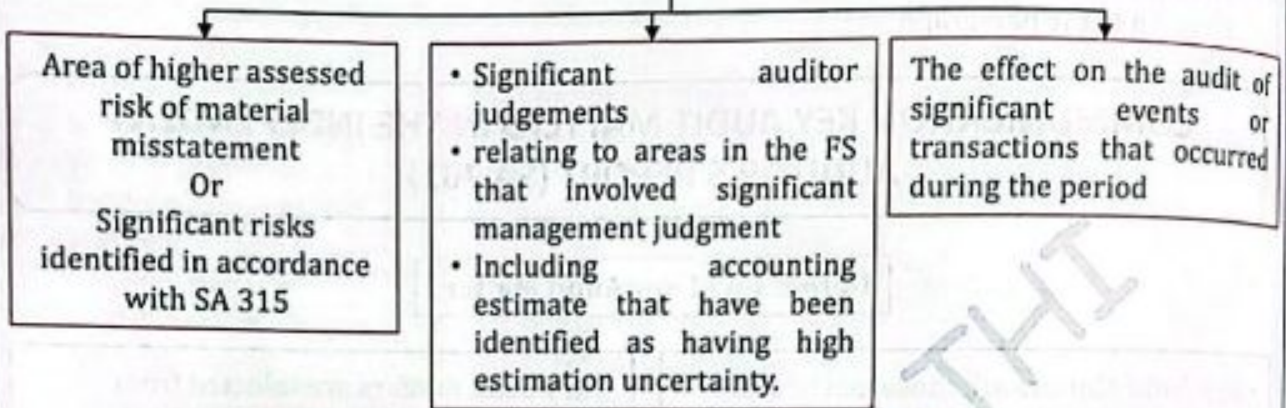 Area of higher assessed
risk of material
misstatement
Or
Significant risks
identified in accordance
with SA 315
• Significant auditor
judgements
• relating to areas in the FS
that involved significant
management judgment
• Including accounting
estimate that have been
identified as having high
estimation uncertainty.
The effect on the audit of
significant events or
transactions that occurred
during the period
THI